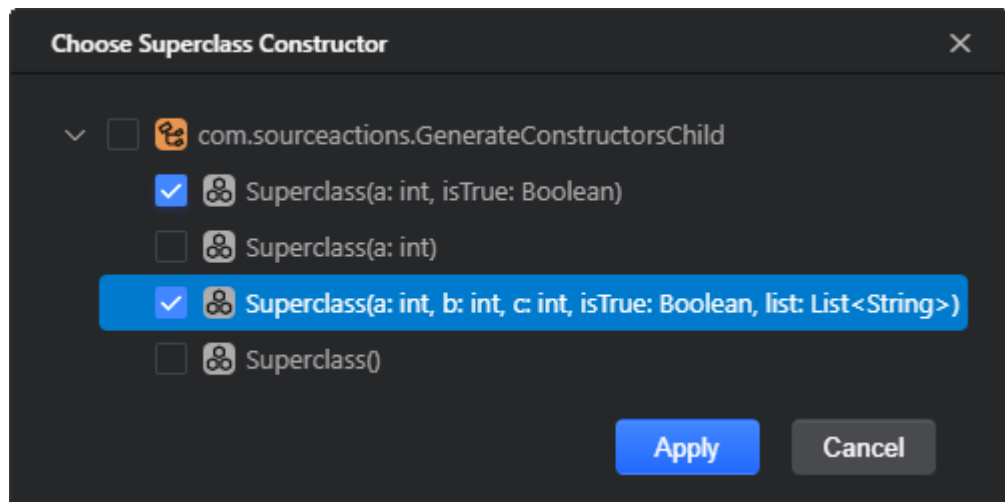 Choose Superclass Constructor
com.sourceactions.GenerateConstructorsChild
Superclass(a: int, isTrue: Boolean)
Superclass(a: int)
Superclass(a: int, b: int, c: int, isTrue: Boolean, list: List<String>)
Superclass()
Apply Cancel